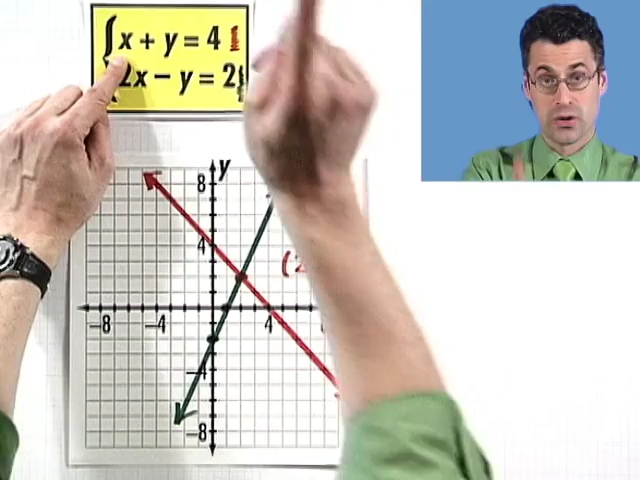 x + y = 4
2x − y = 2
y
8
4
−8
−4
4
(2
−4
−8